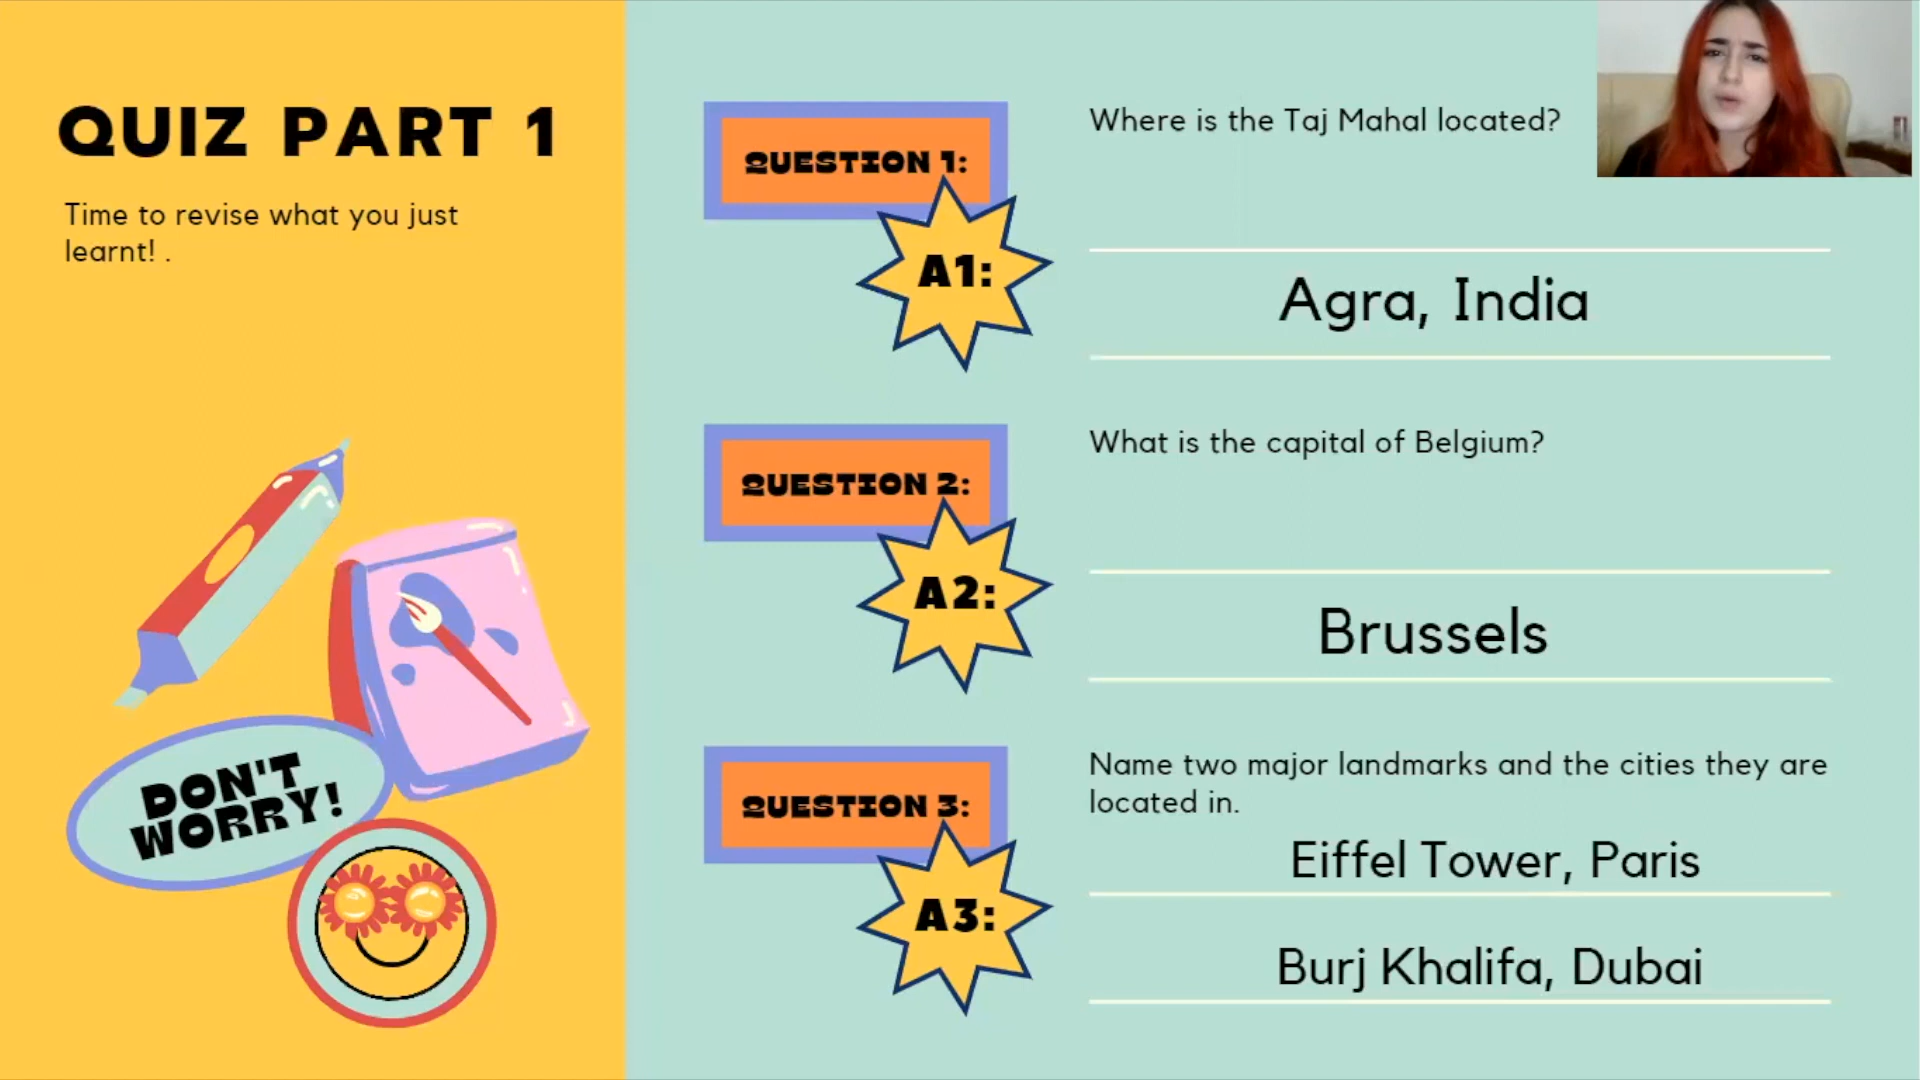 QUIZ PART 1
Time to revise what you just
learnt! .
DON'T
WORRY!
QUESTION 1:
Where is the Taj Mahal located?
A1:
Agra, India
QUESTION 2:
What is the capital of Belgium?
A2:
Brussels
QUESTION 3:
Name two major landmarks and the cities they are
located in.
A3:
Eiffel Tower, Paris
Burj Khalifa, Dubai